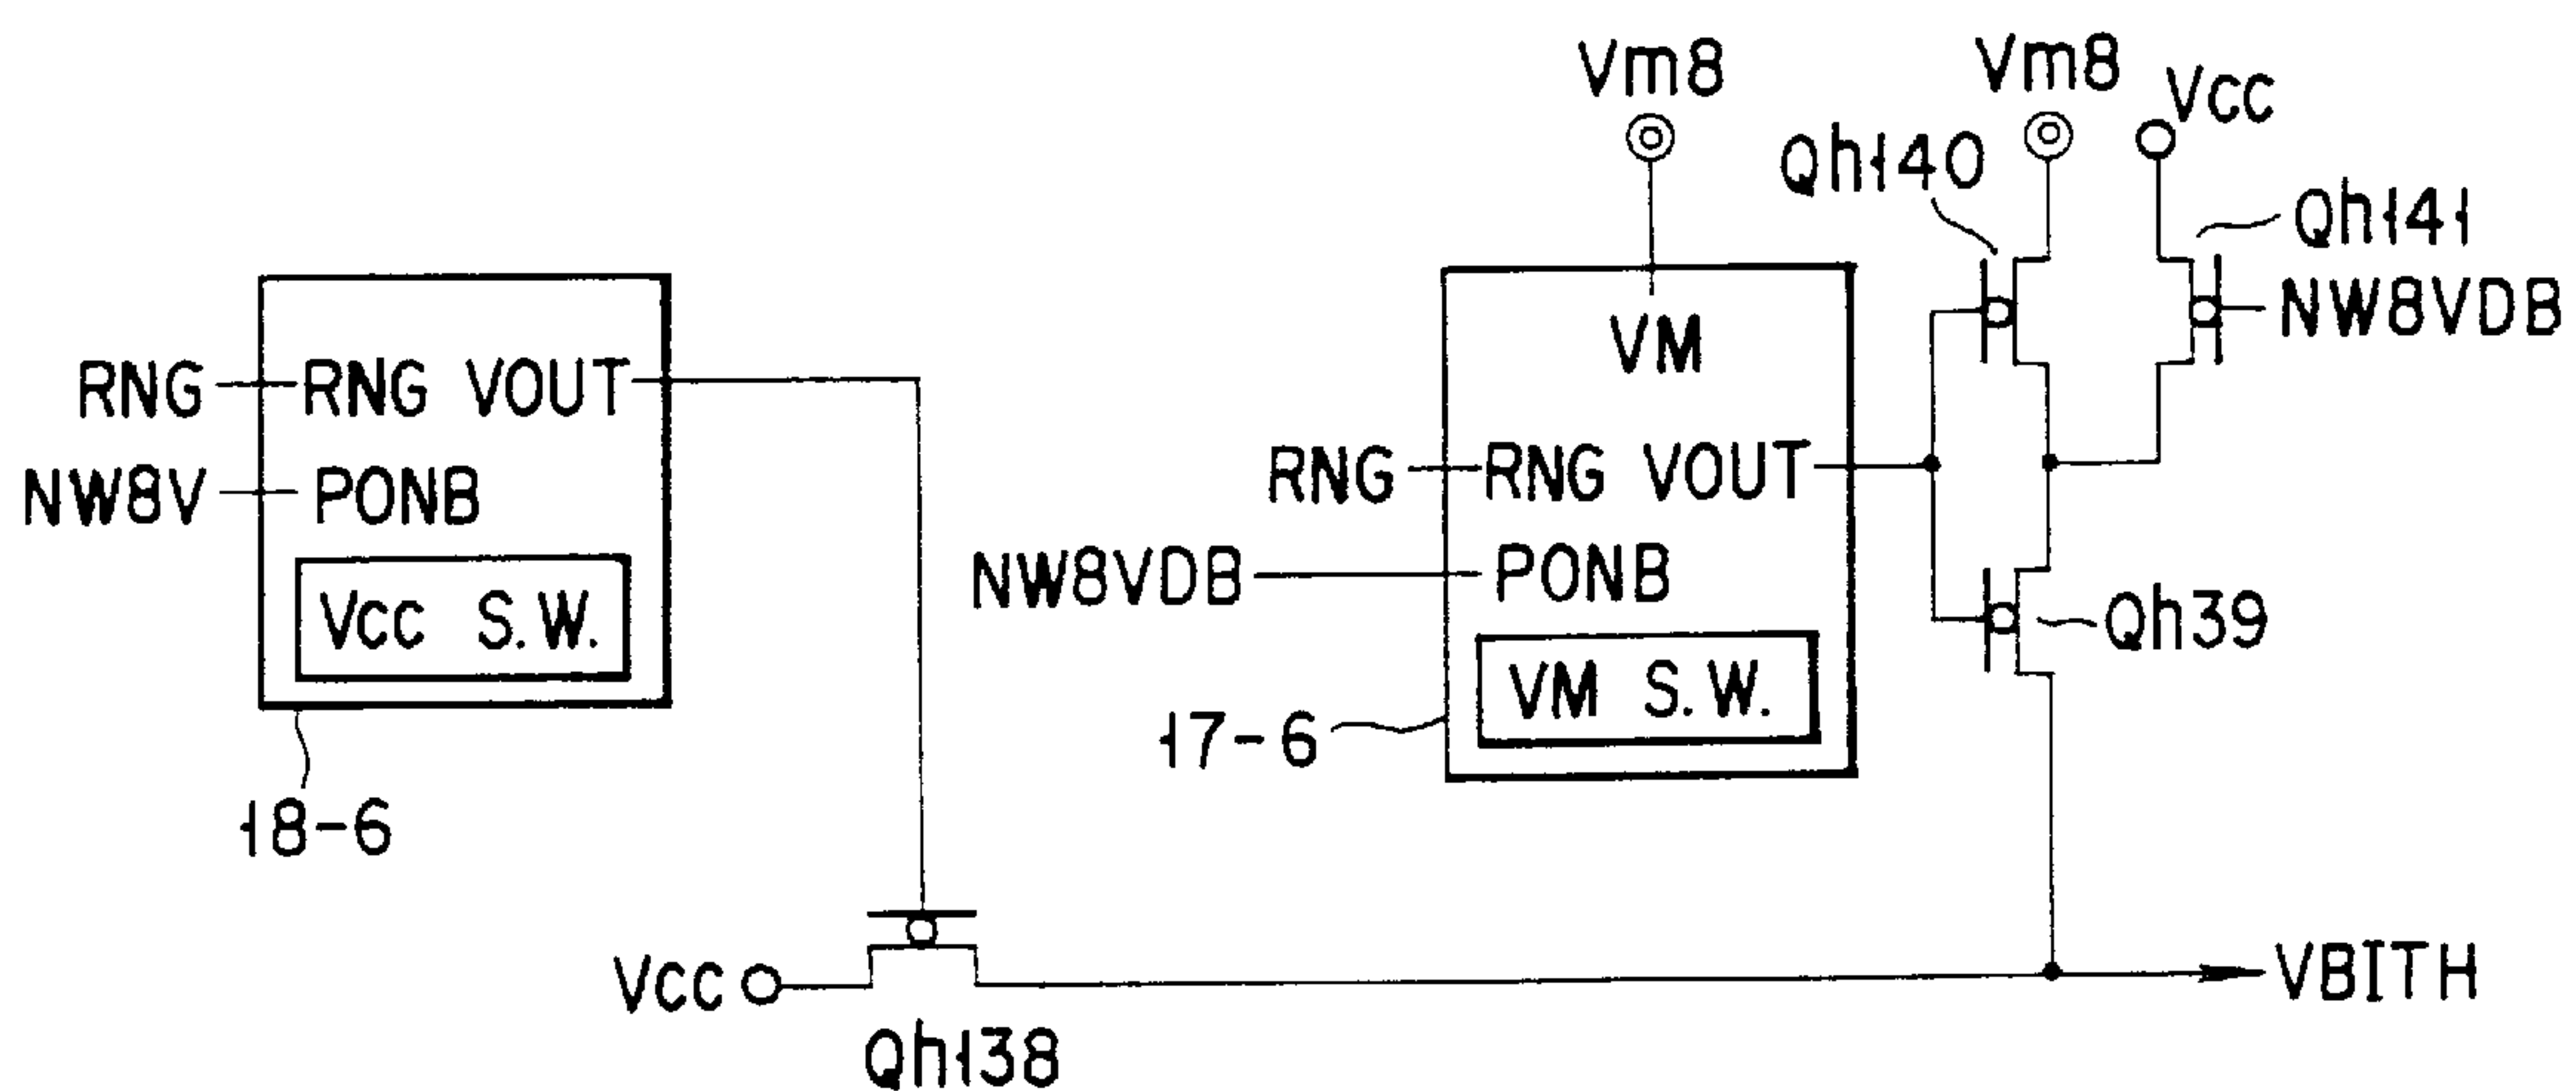 Vm8
Vm8
Vcc
Qh140
Qh141
NW8VDB
RNG
RNG VOUT
NW8V
PONB
Vcc S.W.
18-6
VM
RNG
RNG VOUT
NW8VDB
PONB
VM S.W.
17-6
Qh39
Vcc
Qh138
VBITH